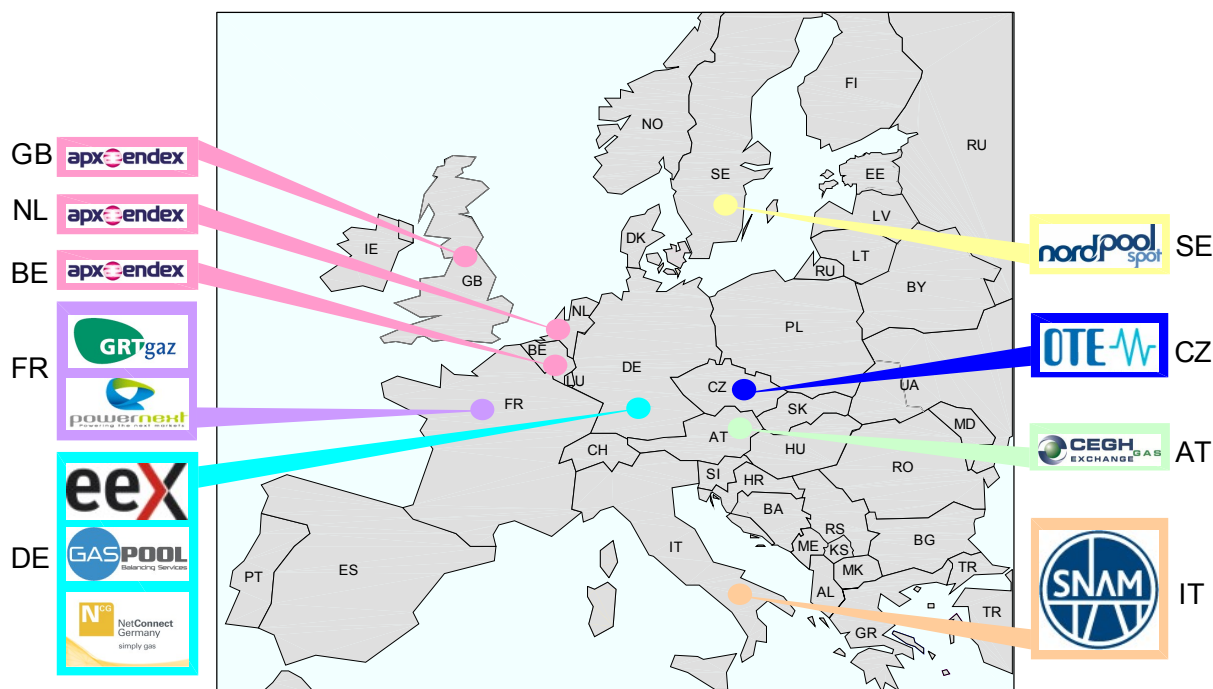 GB
apx endex
NL
apx endex
BE
apx endex
FR
GRTgaz
powernext
Powering the next markets
DE
eex
GASPOOL
Balancing Services
NCG
NetConnect
Germany
simply gas
NO
FI
RU
SE
EE
LV
LT
RU
BY
DK
IE
GB
NL
BE
LU
DE
PL
CZ
UA
SK
FR
CH
AT
HU
MD
RO
SI
HR
BA
RS
ME
KS
BG
IT
MK
AL
TR
TR
GR
PT
ES
nordpool
spot
SE
OTE
CZ
CEGH
EXCHANGE GAS
AT
SNAM
IT